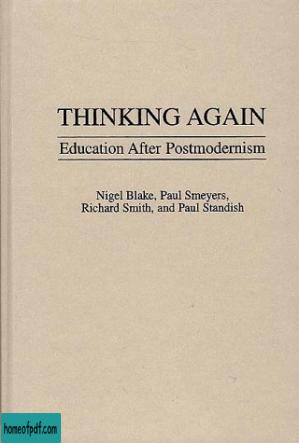 THINKING AGAIN
Education After Postmodernism
Nigel Blake, Paul Smeyers,
Richard Smith, and Paul Standish
homeofpdf.com